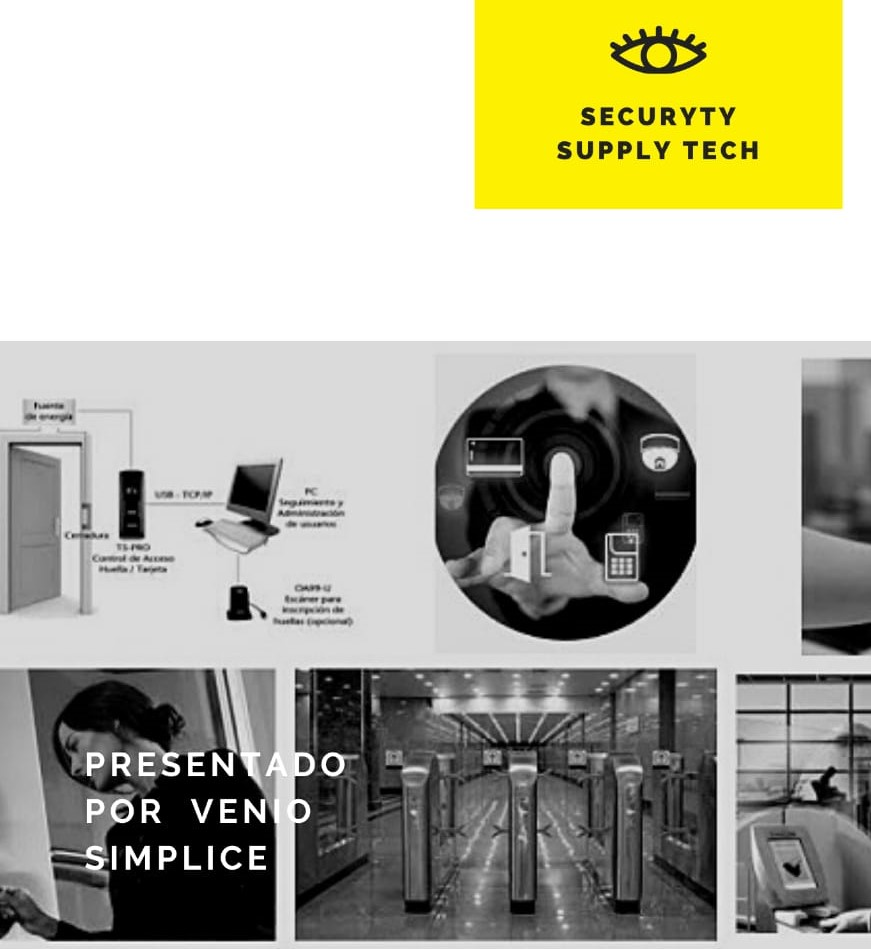 SECURYTY
SUPPLY TECH
Fuente
de energía
USB - TCP/IP
PC
Seguimiento y
Administración
de usuarios
Cerradura
TS-PRO
Control de Acceso
Huella / Tarjeta
Escáner para
inscripción de
huellas (opcional)
PRESENTADO
POR VENIO
SIMPLICE